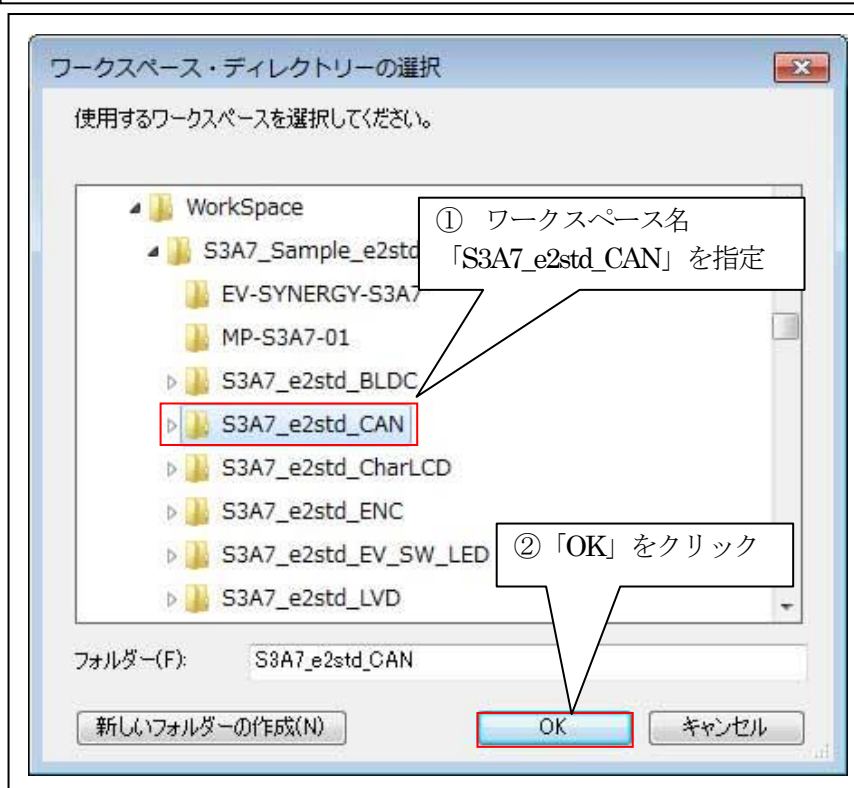 ワークスペース・ディレクトリーの選択
使用するワークスペースを選択してください。
WorkSpace
S3A7_Sample_e2std
EV-SYNERGY-S3A7
MP-S3A7-01
S3A7_e2std_BLDC
S3A7_e2std_CAN
S3A7_e2std_CharLCD
S3A7_e2std_ENC
S3A7_e2std_EV_SW_LED
S3A7_e2std_LVD
① ワークスペース名
「S3A7_e2std_CAN」を指定
②「OK」をクリック
フォルダー(F): S3A7_e2std_CAN
新しいフォルダーの作成(N) OK キャンセル